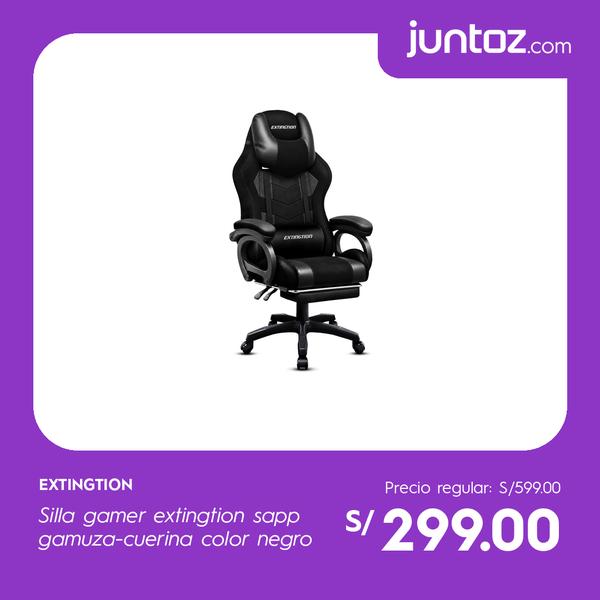 juntoz.com
EXTINGTION
EXTINGTION
EXTINGTION
Precio regular: S/599.00
Silla gamer extingtion sapp
gamuza-cuerina color negro
S/ 299.00